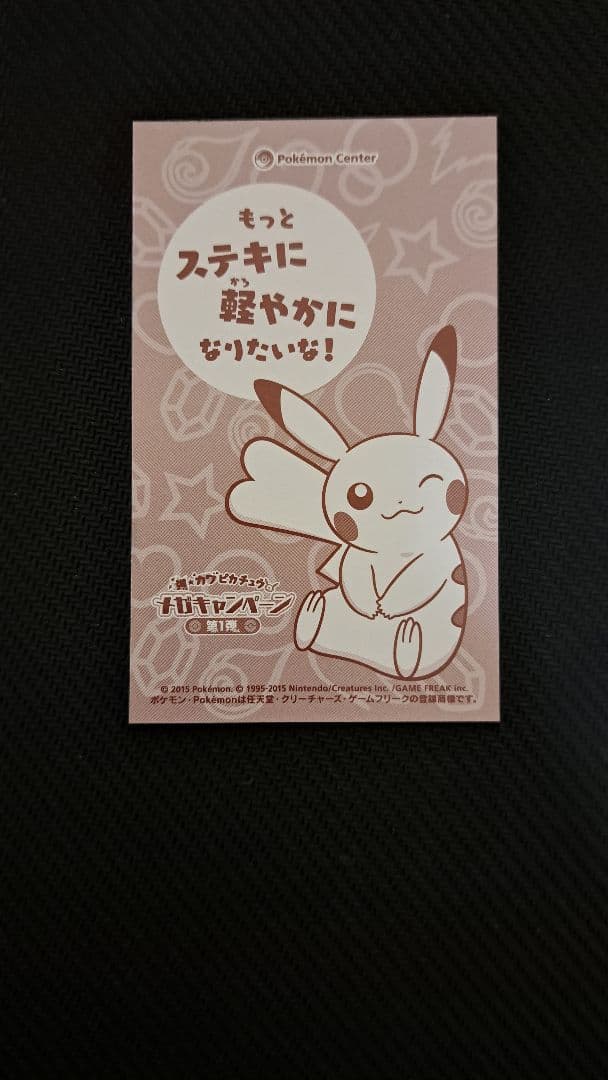 Pokémon Center
もっと
ステキに
かろ
軽やかに
なりたいな!
カワピカチュウ
メガキャンペーン
第1弾
© 2015 Pokémon. © 1995-2015 Nintendo/Creatures Inc. /GAME FREAK inc.
ポケモン・Pokémonは任天堂・クリーチャーズ・ゲームフリークの登録商標です。